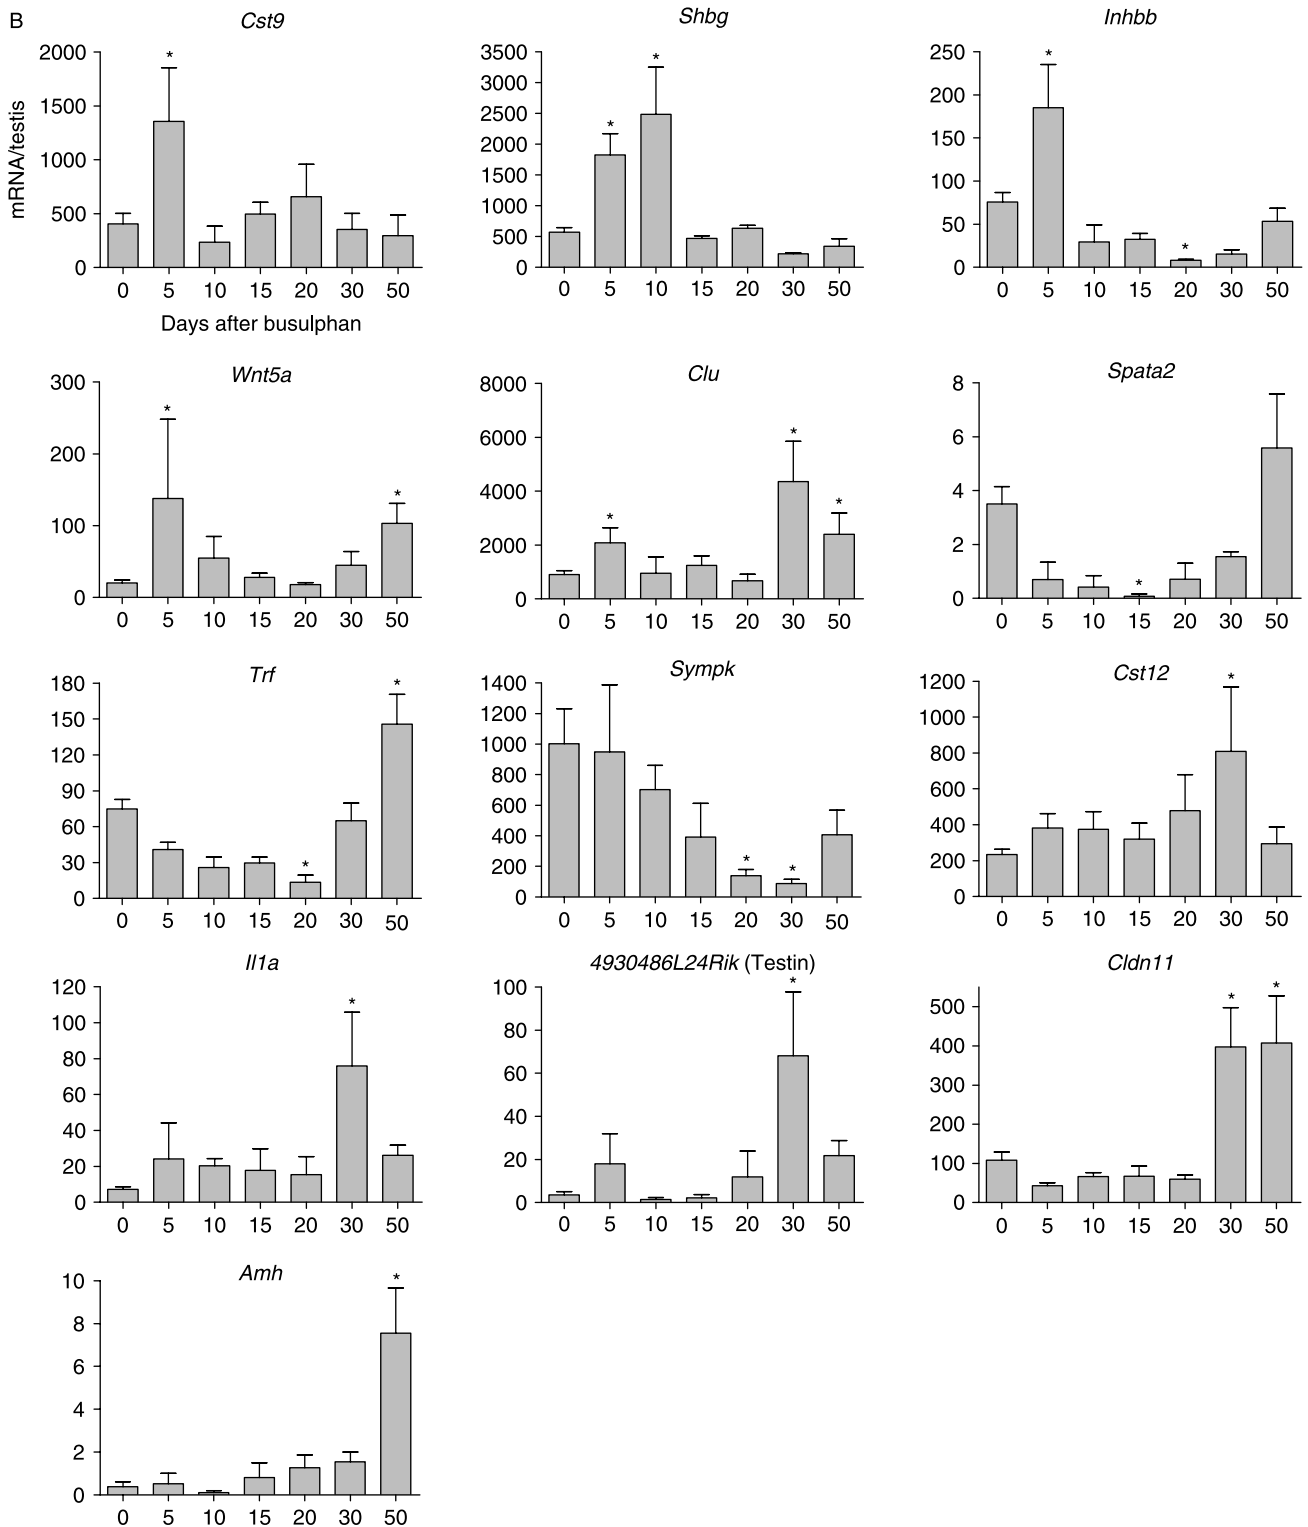 B
Cst9
Shbg
Inhbb
mRNA/testis
2000
1500
1000
500
0
0 5 10 15 20 30 50
Days after busulphan
3500
3000
2500
2000
1500
1000
500
0
0 5 10 15 20 30 50
250
200
150
100
50
0
0 5 10 15 20 30 50
* * * * *
Wnt5a
300
200
100
0
0 5 10 15 20 30 50
* *
Clu
8000
6000
4000
2000
0
0 5 10 15 20 30 50
* * *
Spata2
8
6
4
2
0
0 5 10 15 20 30 50
*
Trf
180
150
120
90
60
30
0
0 5 10 15 20 30 50
* *
Sympk
1400
1200
1000
800
600
400
200
0
0 5 10 15 20 30 50
* *
Cst12
1200
1000
800
600
400
200
0
0 5 10 15 20 30 50
*
Il1a
120
100
80
60
40
20
0
0 5 10 15 20 30 50
*
4930486L24Rik (Testin)
100
80
60
40
20
0
0 5 10 15 20 30 50
*
Cldn11
500
400
300
200
100
0
0 5 10 15 20 30 50
* *
Amh
10
8
6
4
2
0
0 5 10 15 20 30 50
*